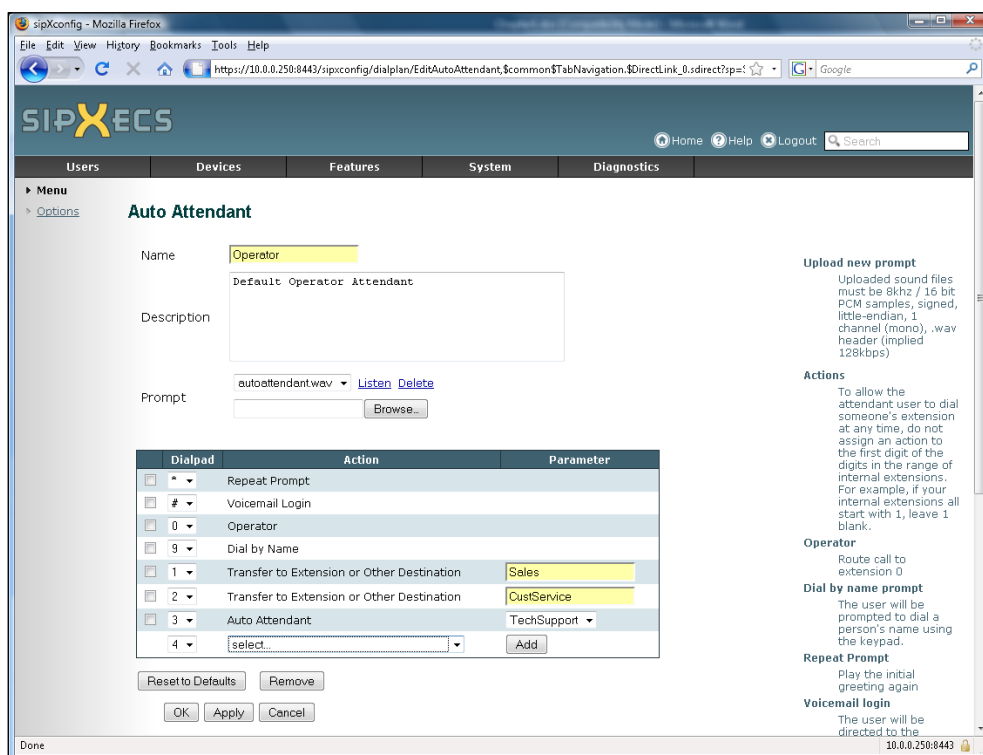 sipXconfig - Mozilla Firefox
File Edit View History Bookmarks Tools Help
https://10.0.0.250:8443/sipxconfig/dialplan/EditAutoAttendant,$common$TabNavigation.$DirectLink_0.sdirect?sp=
G Google
SIPXECS
Home Help Logout Search
Users Devices Features System Diagnostics
Menu
Options
Auto Attendant
Name Operator
Description Default Operator Attendant
Prompt autoattendant.wav Listen Delete
Browse...
Dialpad Action Parameter
* Repeat Prompt
# Voicemail Login
0 Operator
9 Dial by Name
1 Transfer to Extension or Other Destination Sales
2 Transfer to Extension or Other Destination CustService
3 Auto Attendant TechSupport
4 select... Add
Reset to Defaults Remove
OK Apply Cancel
Upload new prompt
Uploaded sound files
must be 8khz / 16 bit
PCM samples, signed,
little-endian, 1
channel (mono), .wav
header (implied
128kbps)
Actions
To allow the
attendant user to dial
someone's extension
at any time, do not
assign an action to
the first digit of the
digits in the range of
internal extensions.
For example, if your
internal extensions all
start with 1, leave 1
blank.
Operator
Route call to
extension 0
Dial by name prompt
The user will be
prompted to dial a
person's name using
the keypad.
Repeat Prompt
Play the initial
greeting again
Voicemail login
The user will be
directed to the
Done 10.0.0.250:8443